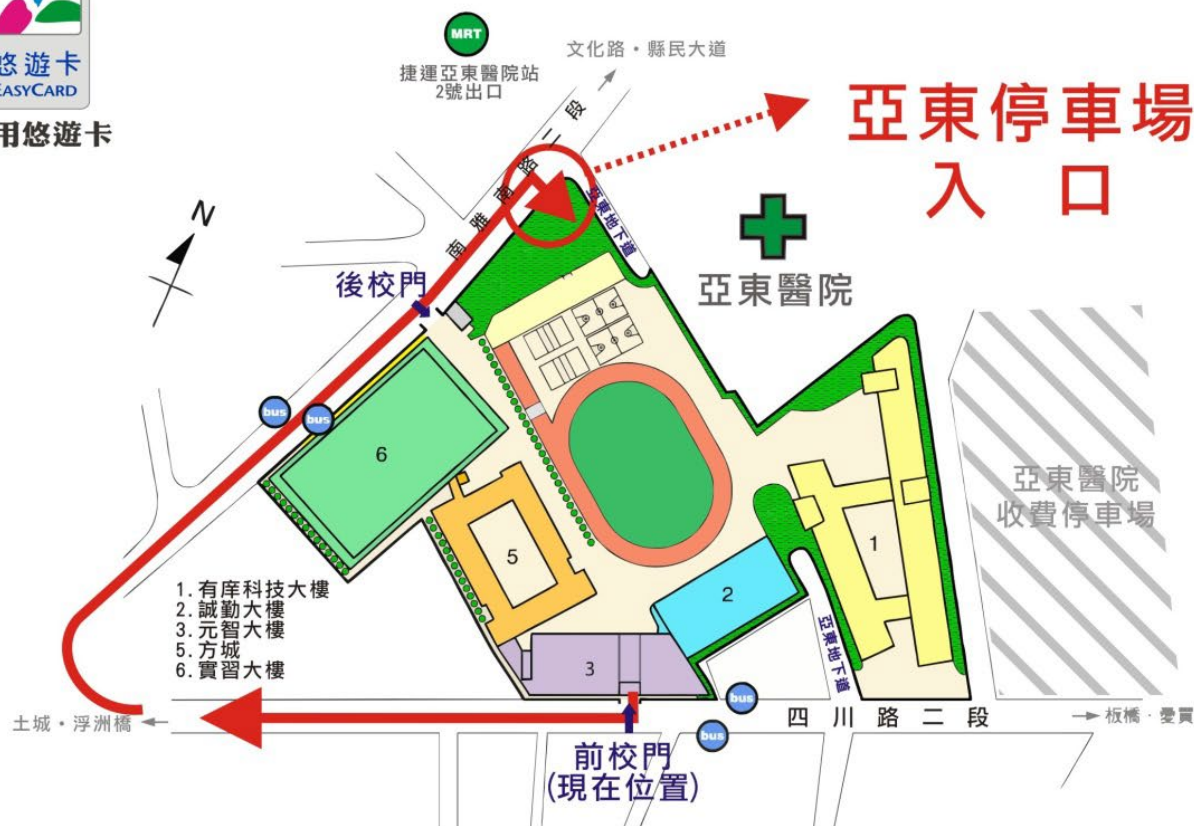 悠遊卡
EASYCARD
用悠遊卡
MRT
捷運亞東醫院站
2號出口
文化路・縣民大道
亞東停車場
入口
N
南雅南路二段
亞東地下道
亞東醫院
後校門
bus
bus
6
5
3
2
1
亞東醫院
收費停車場
1. 有庠科技大樓
2. 誠勤大樓
3. 元智大樓
5. 方城
6. 實習大樓
亞東地下道
bus
bus
土城・浮洲橋
四川路二段
板橋・愛買
前校門
(現在位置)